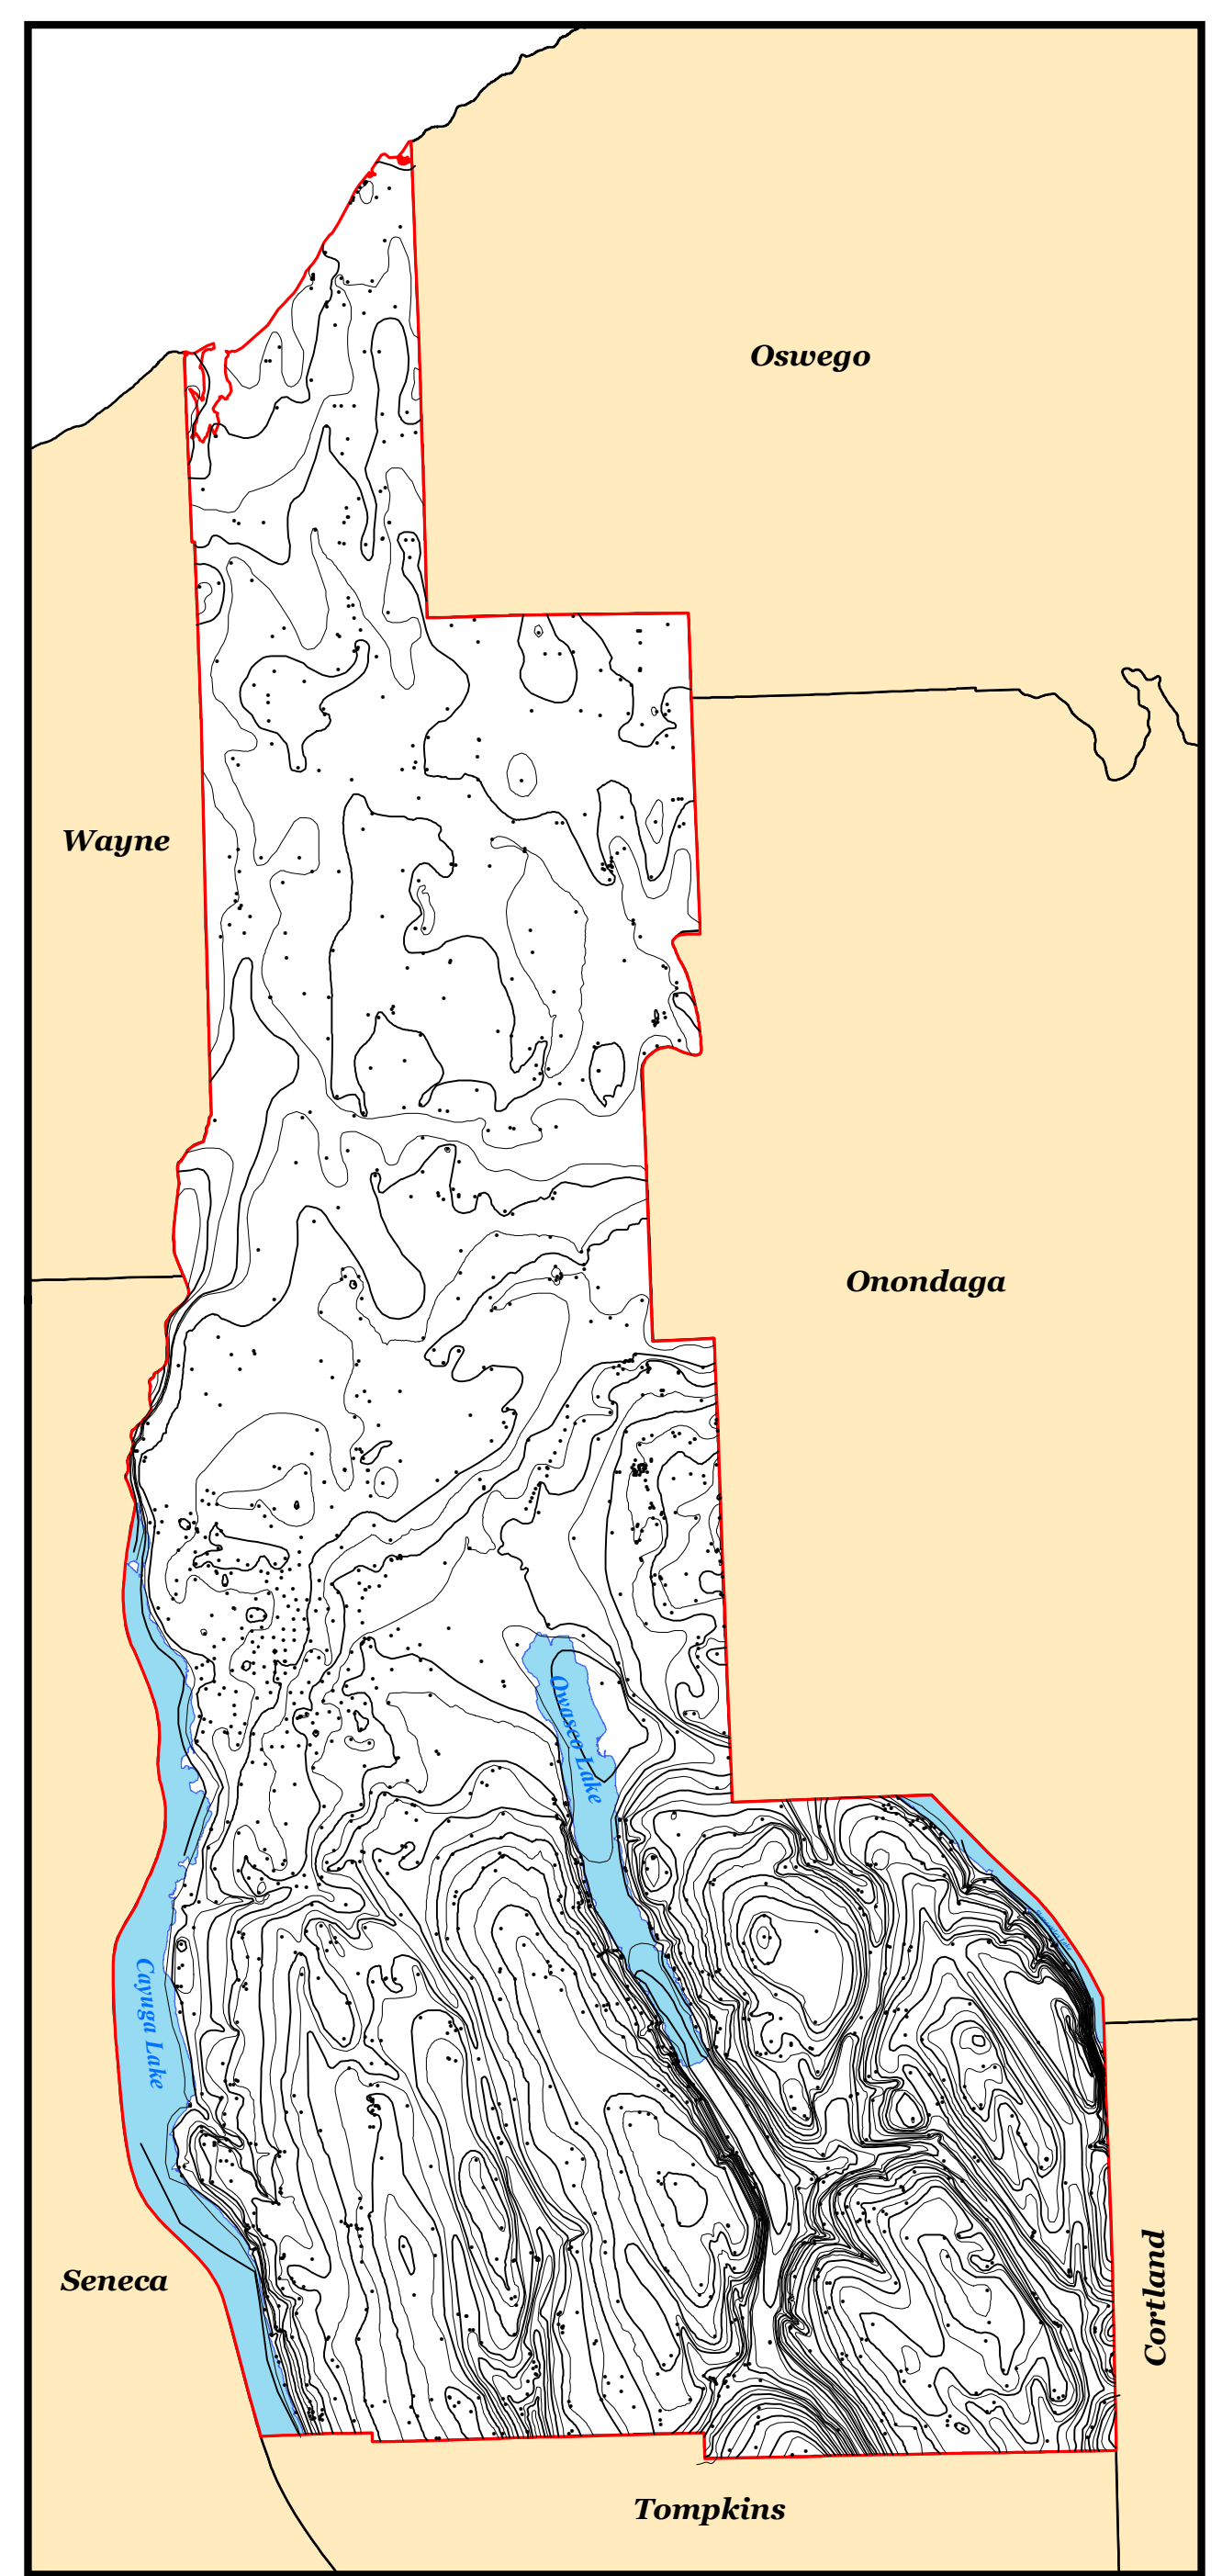 Oswego
Wayne
Onondaga
Owasco Lake
Cayuga Lake
Seneca
Cortland
Tompkins